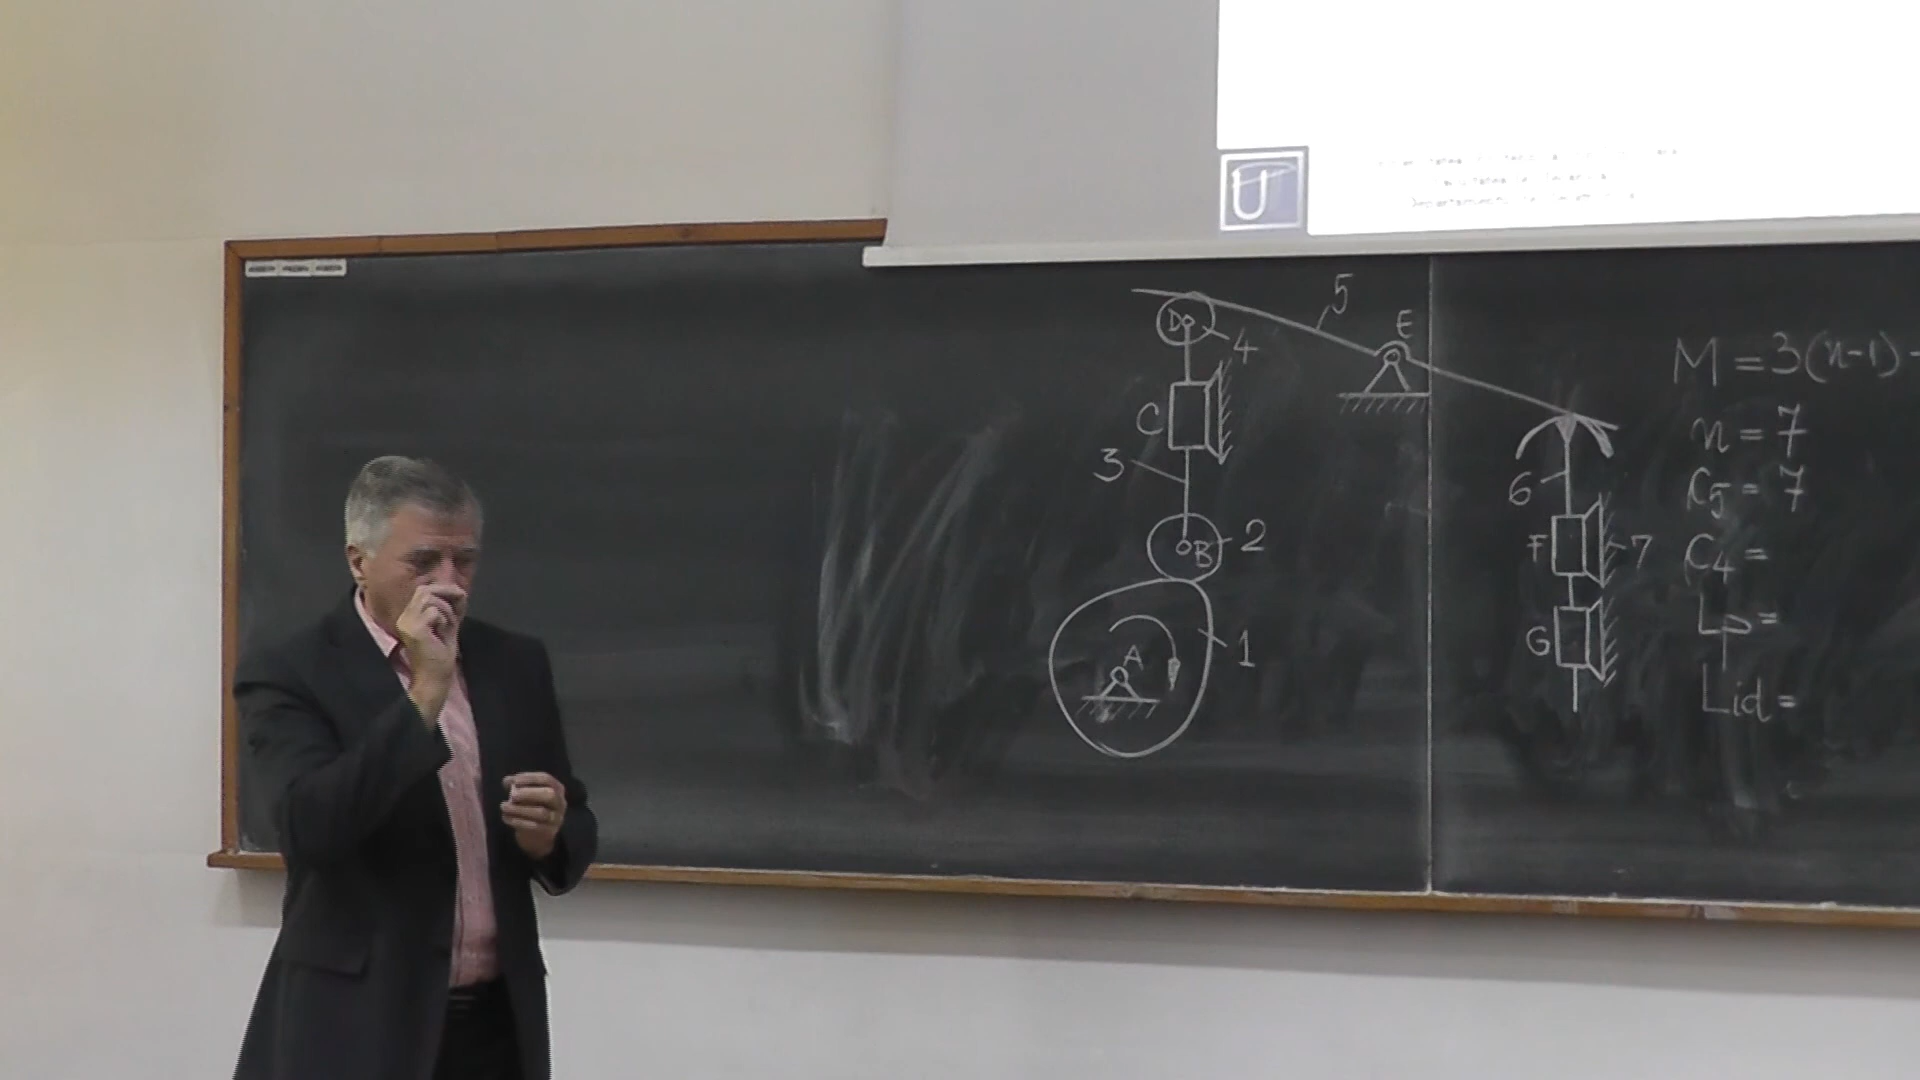 U
5
E
D
4
C
3
B
2
A
1
6
F
7
G
M = 3(n-1) -
n = 7
C5 = 7
C4 =
Lp =
Lid =